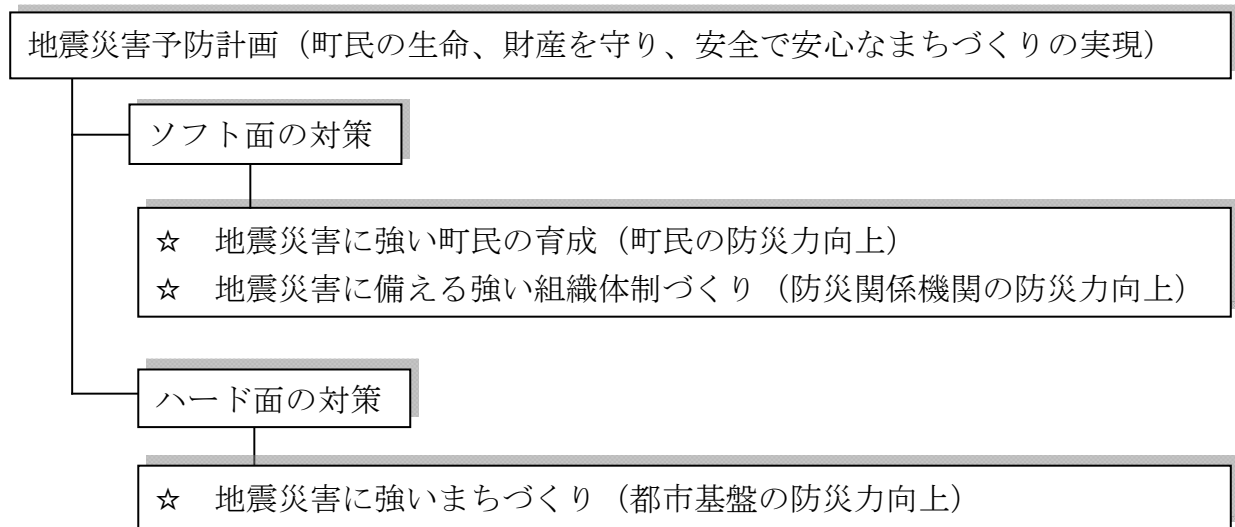 地震災害予防計画（町民の生命、財産を守り、安全で安心なまちづくりの実現）
ソフト面の対策
☆　地震災害に強い町民の育成（町民の防災力向上）
☆　地震災害に備える強い組織体制づくり（防災関係機関の防災力向上）
ハード面の対策
☆　地震災害に強いまちづくり（都市基盤の防災力向上）